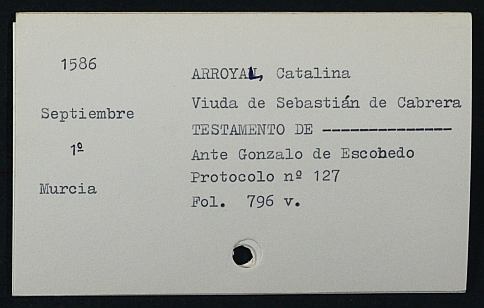 1586
Septiembre
1º
Murcia
Catalina
Viuda de Sebastián de Cabrera
TESTAMENTO DE --------------
Ante Gonzalo de Escobedo
Protocolo nº 127
Fol. 796 v.